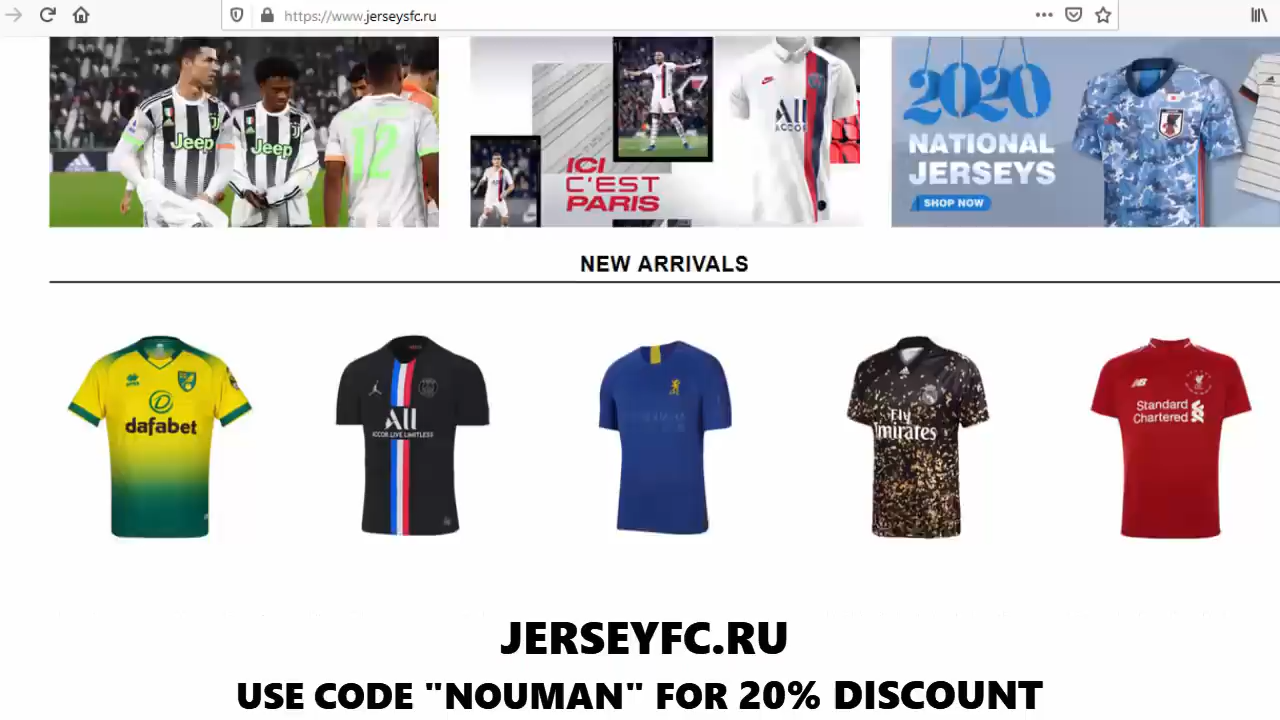 https://www.jerseysfc.ru
Jeep
Jeep
12
ICI
C'EST
PARIS
ALL
ACCOR
2020
NATIONAL
JERSEYS
SHOP NOW
NEW ARRIVALS
dafabet
ALL
ACCOR LIVE LIMITLESS
Fly
Emirates
Standard
Chartered
JERSEYFC.RU
USE CODE "NOUMAN" FOR 20% DISCOUNT